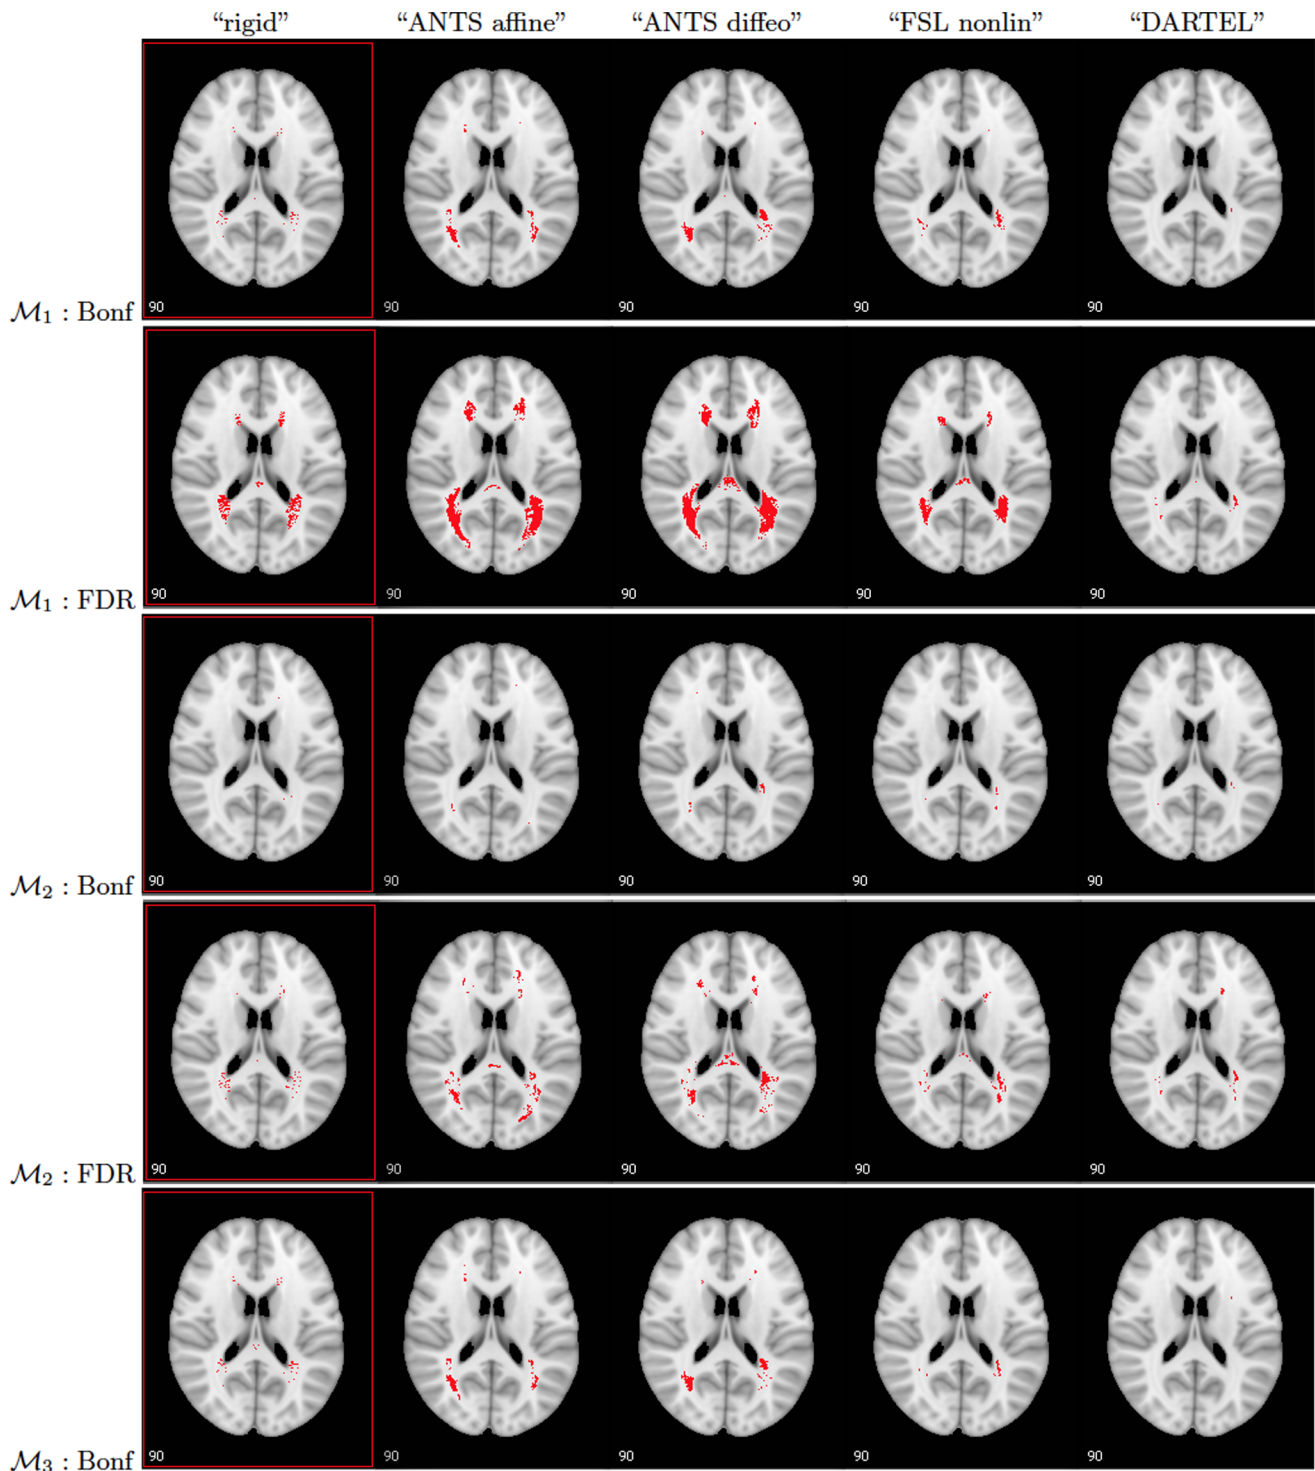 “rigid” “ANTS affine” “ANTS diffeo” “FSL nonlin” “DARTEL”
90 90 90 90 90
ℳ₁ : Bonf
90 90 90 90 90
ℳ₁ : FDR
90 90 90 90 90
ℳ₂ : Bonf
90 90 90 90 90
ℳ₂ : FDR
90 90 90 90 90
ℳ₃ : Bonf